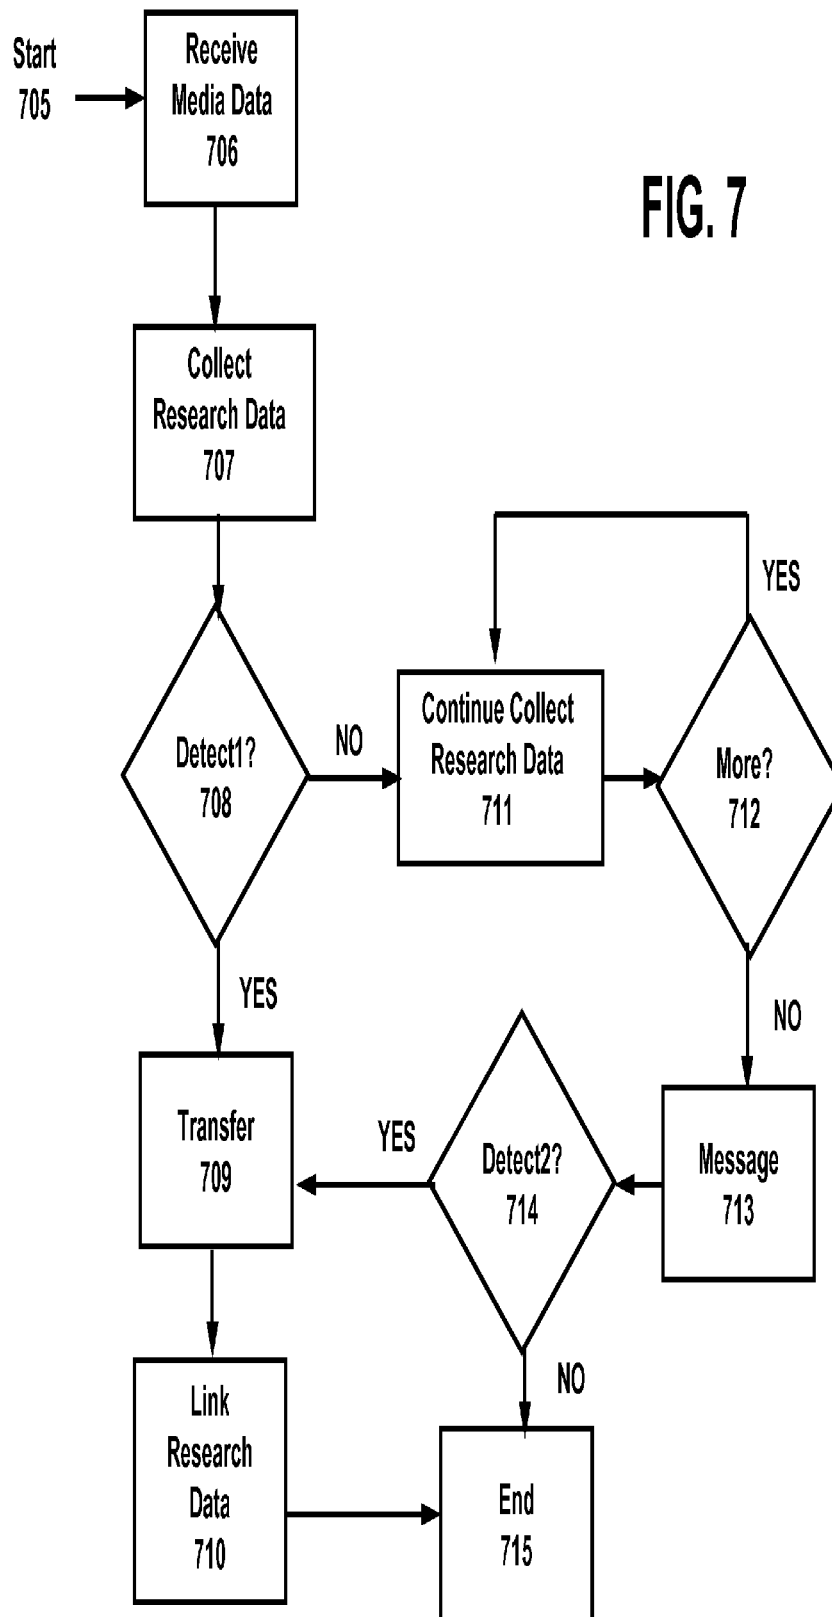 Start
705
Receive
Media Data
706
FIG. 7
Collect
Research Data
707
YES
Detect1?
708
NO
Continue Collect
Research Data
711
More?
712
YES
NO
Transfer
709
YES
Detect2?
714
Message
713
NO
Link
Research
Data
710
End
715